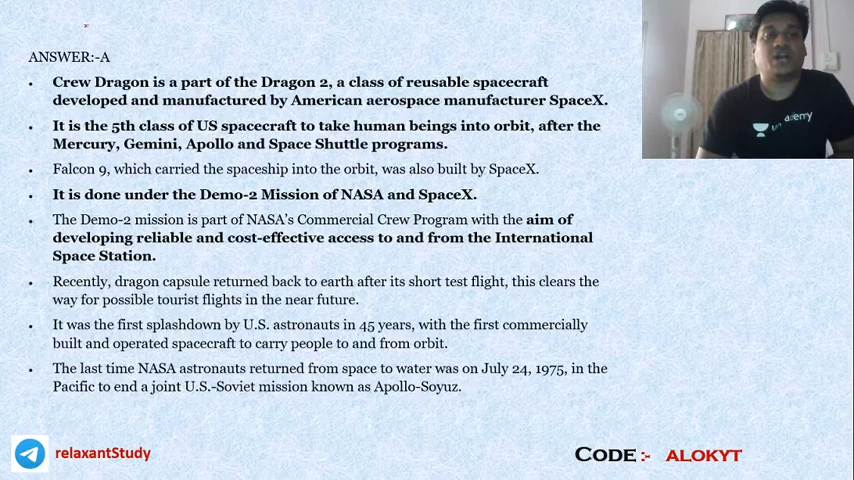 ANSWER:-A
• Crew Dragon is a part of the Dragon 2, a class of reusable spacecraft
developed and manufactured by American aerospace manufacturer SpaceX.
• It is the 5th class of US spacecraft to take human beings into orbit, after the
Mercury, Gemini, Apollo and Space Shuttle programs.
• Falcon 9, which carried the spaceship into the orbit, was also built by SpaceX.
• It is done under the Demo-2 Mission of NASA and SpaceX.
• The Demo-2 mission is part of NASA's Commercial Crew Program with the aim of
developing reliable and cost-effective access to and from the International
Space Station.
• Recently, dragon capsule returned back to earth after its short test flight, this clears the
way for possible tourist flights in the near future.
• It was the first splashdown by U.S. astronauts in 45 years, with the first commercially
built and operated spacecraft to carry people to and from orbit.
• The last time NASA astronauts returned from space to water was on July 24, 1975, in the
Pacific to end a joint U.S.-Soviet mission known as Apollo-Soyuz.
relaxantStudy
CODE :- ALOKYT